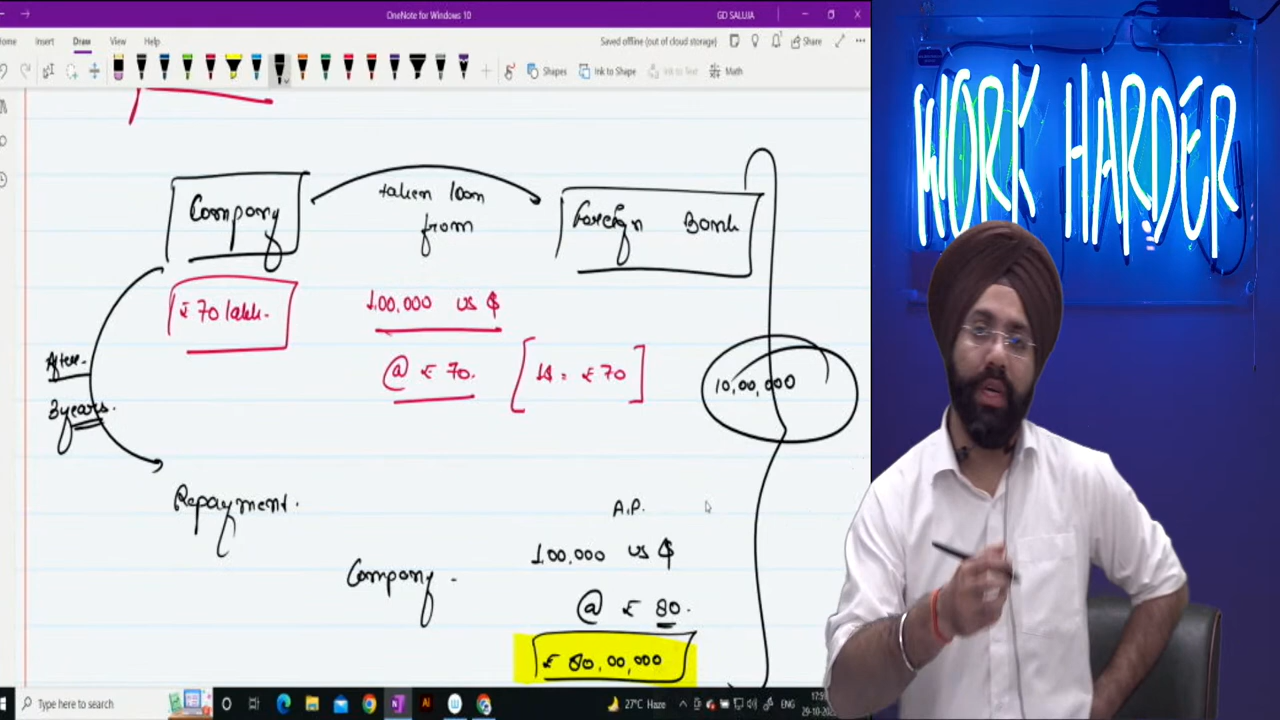 OneNote for Windows 10
GD SALUJA
Home Insert Draw View Help
Saved offline (out of cloud storage)
Share
Shapes
Ink to Shape
Ink to Text
Math
Company
taken loan
from
Foreign Bank
₹ 70 lakh.
1,00,000 US $
@ ₹ 70.
[1$ = ₹ 70]
10,00,000
After.
3 years.
Repayment.
A.P.
1,00,000 US $
Company.
@ ₹ 80.
₹ 80,00,000
WORK HARDER
Type here to search
27°C Haze
ENG